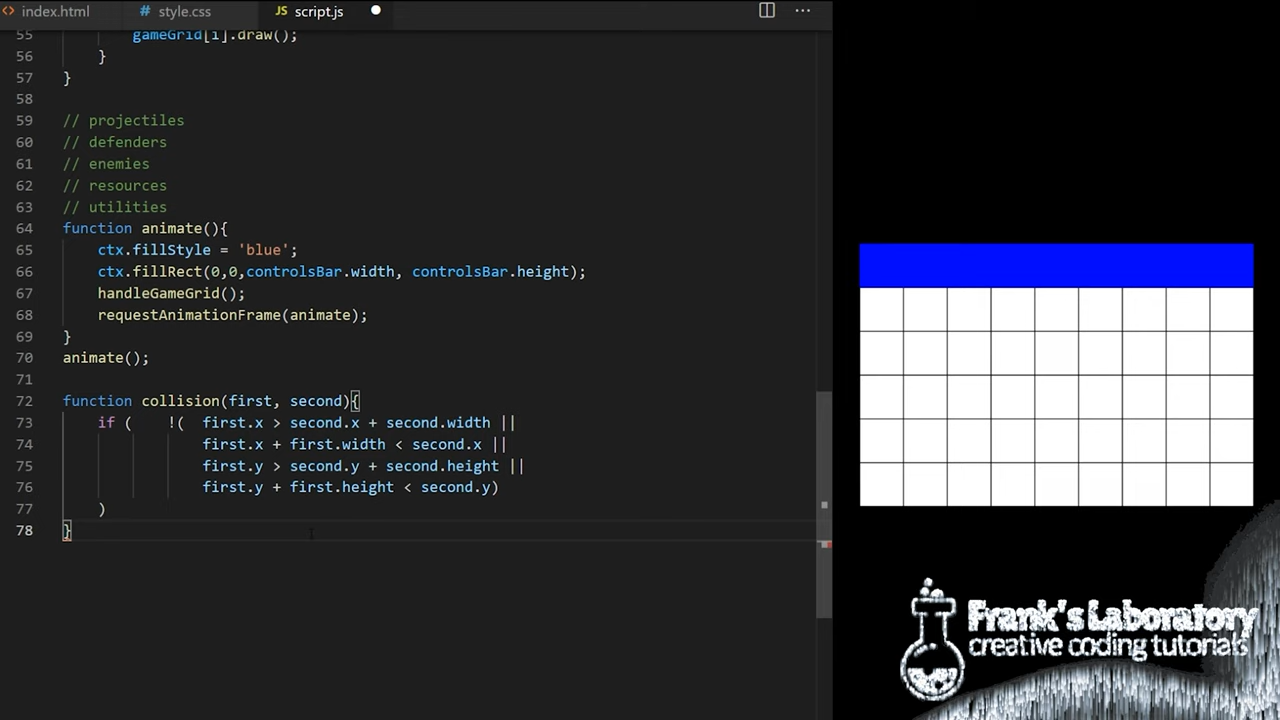 index.html
# style.css
JS script.js
55 gameGrid[i].draw();
56 }
57 }
58
59 // projectiles
60 // defenders
61 // enemies
62 // resources
63 // utilities
64 function animate(){
65 ctx.fillStyle = 'blue';
66 ctx.fillRect(0,0,controlsBar.width, controlsBar.height);
67 handleGameGrid();
68 requestAnimationFrame(animate);
69 }
70 animate();
71
72 function collision(first, second){
73 if ( !( first.x > second.x + second.width ||
74 first.x + first.width < second.x ||
75 first.y > second.y + second.height ||
76 first.y + first.height < second.y)
77 )
78 }
Frank's Laboratory
creative coding tutorials